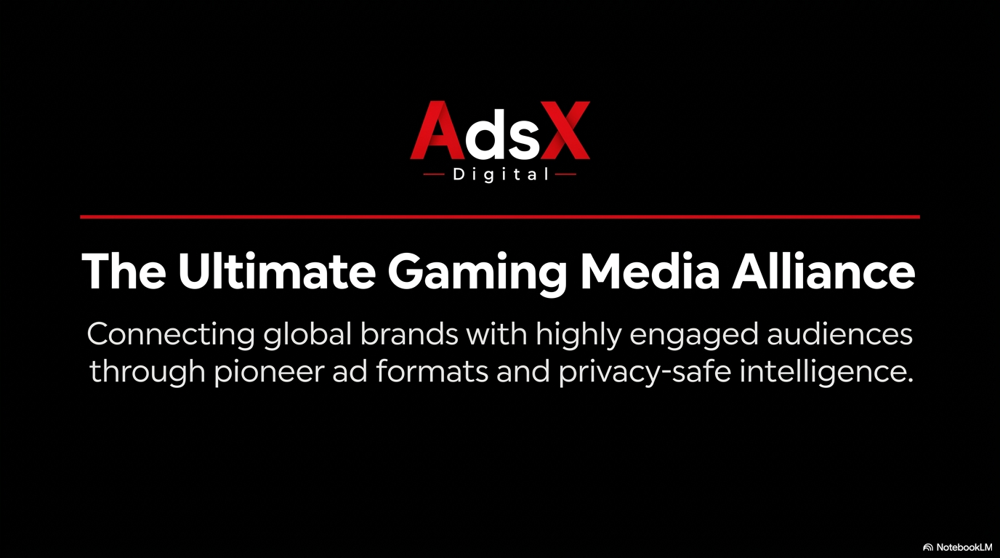 AdsX
Digital
The Ultimate Gaming Media Alliance
Connecting global brands with highly engaged audiences
through pioneer ad formats and privacy-safe intelligence.
NotebookLM